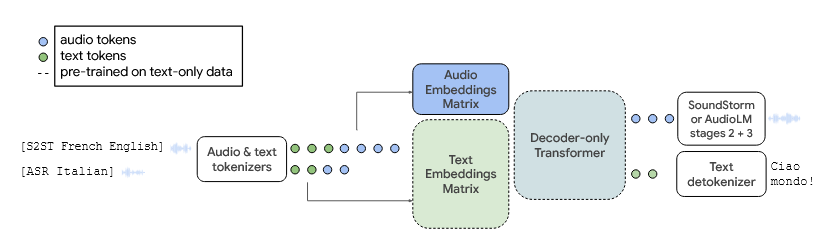 audio tokens
text tokens
-- pre-trained on text-only data
[S2ST French English]
[ASR Italian]
Audio & text
tokenizers
Audio
Embeddings
Matrix
Text
Embeddings
Matrix
Decoder-only
Transformer
SoundStorm
or AudioLM
stages 2 + 3
Text
detokenizer
Ciao
mondo!